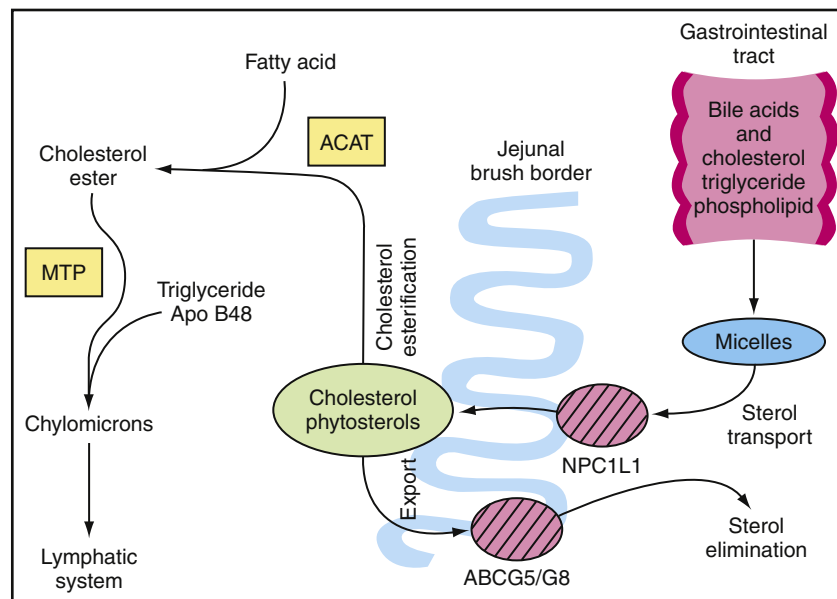 Gastrointestinal
tract
Bile acids
and
cholesterol
triglyceride
phospholipid
Fatty acid
ACAT
Jejunal
brush border
Cholesterol
ester
MTP
Triglyceride
Apo B48
Cholesterol
esterification
Micelles
Cholesterol
phytosterols
Chylomicrons
Sterol
transport
NPC1L1
Export
ABCG5/G8
Sterol
elimination
Lymphatic
system